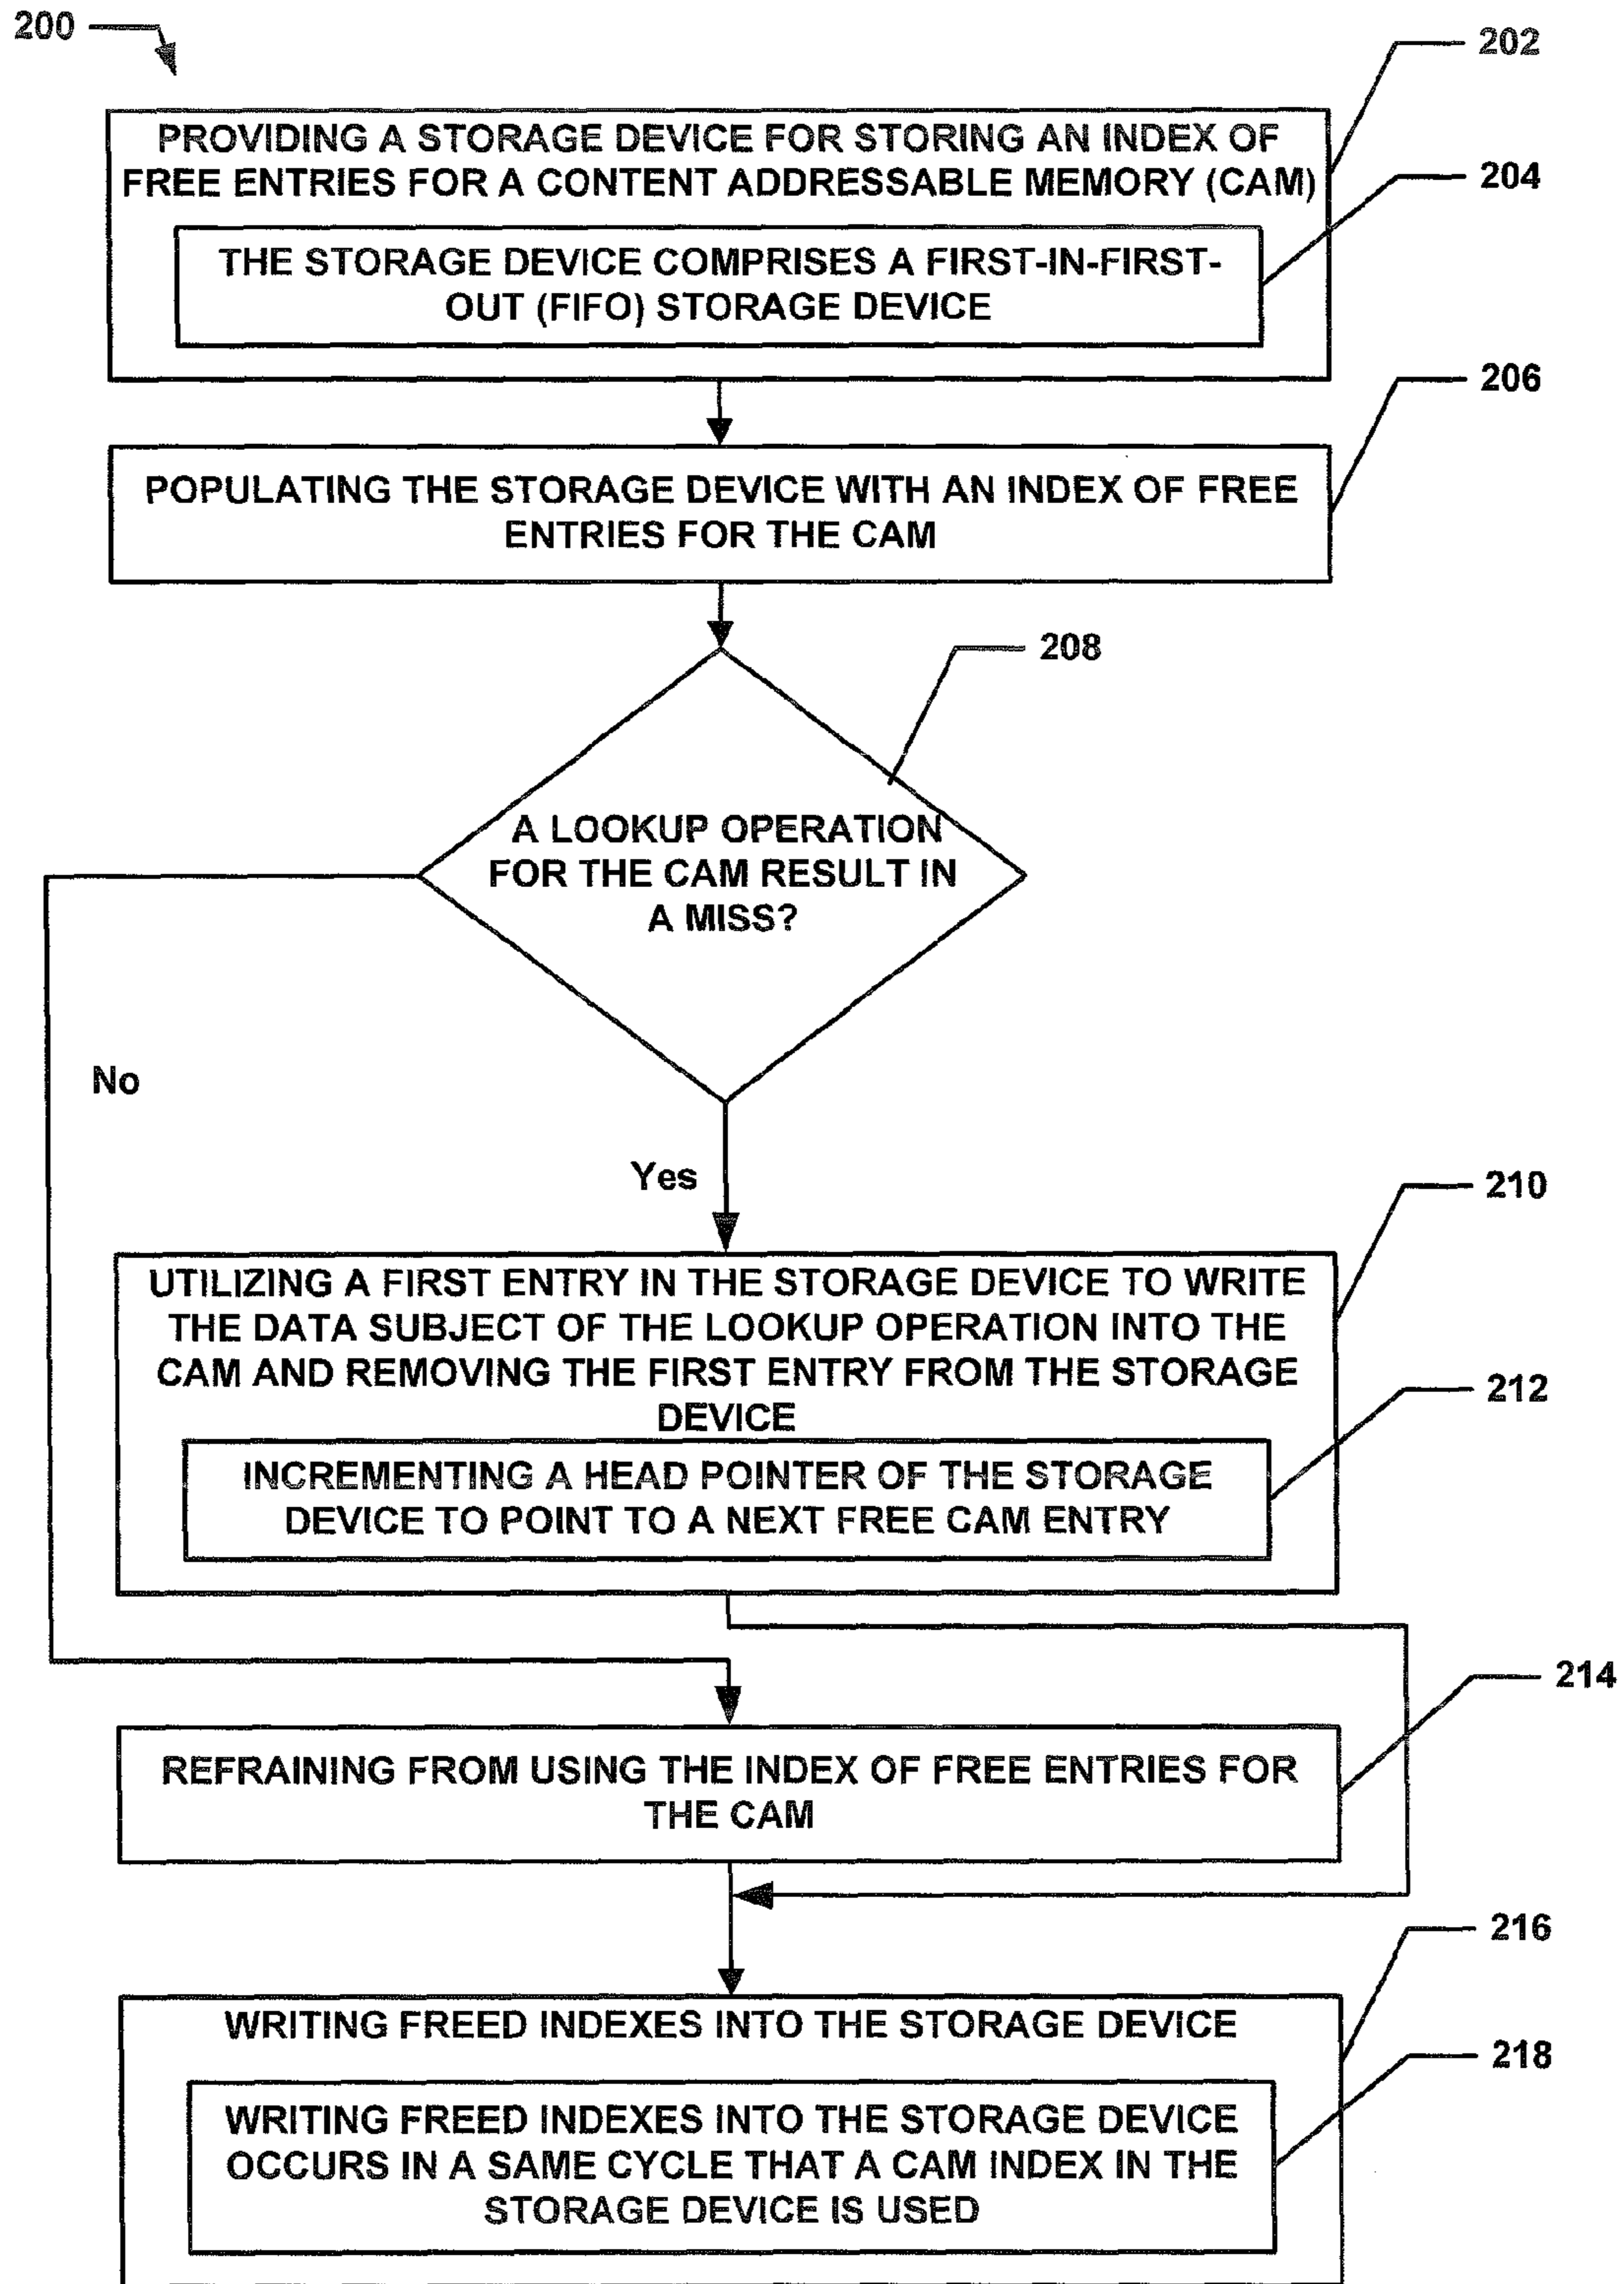 200
202
PROVIDING A STORAGE DEVICE FOR STORING AN INDEX OF
FREE ENTRIES FOR A CONTENT ADDRESSABLE MEMORY (CAM)
204
THE STORAGE DEVICE COMPRISES A FIRST-IN-FIRST-
OUT (FIFO) STORAGE DEVICE
206
POPULATING THE STORAGE DEVICE WITH AN INDEX OF FREE
ENTRIES FOR THE CAM
208
A LOOKUP OPERATION
FOR THE CAM RESULT IN
A MISS?
No
Yes
210
UTILIZING A FIRST ENTRY IN THE STORAGE DEVICE TO WRITE
THE DATA SUBJECT OF THE LOOKUP OPERATION INTO THE
CAM AND REMOVING THE FIRST ENTRY FROM THE STORAGE
DEVICE
212
INCREMENTING A HEAD POINTER OF THE STORAGE
DEVICE TO POINT TO A NEXT FREE CAM ENTRY
214
REFRAINING FROM USING THE INDEX OF FREE ENTRIES FOR
THE CAM
216
WRITING FREED INDEXES INTO THE STORAGE DEVICE
218
WRITING FREED INDEXES INTO THE STORAGE DEVICE
OCCURS IN A SAME CYCLE THAT A CAM INDEX IN THE
STORAGE DEVICE IS USED